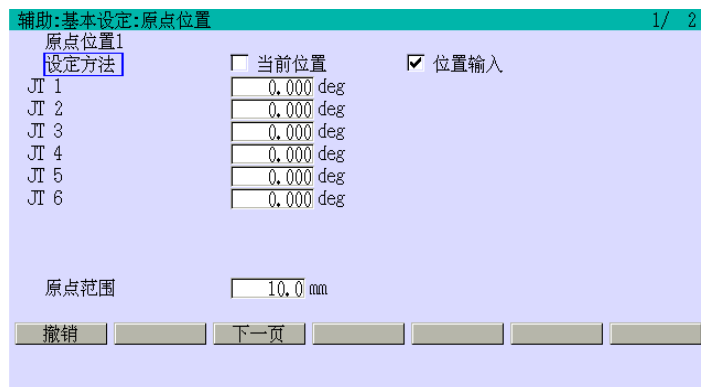 辅助:基本设定:原点位置 1/ 2
原点位置1
设定方法 当前位置 位置输入
JT 1 0.000 deg
JT 2 0.000 deg
JT 3 0.000 deg
JT 4 0.000 deg
JT 5 0.000 deg
JT 6 0.000 deg
原点范围 10.0 mm
撤销 下一页